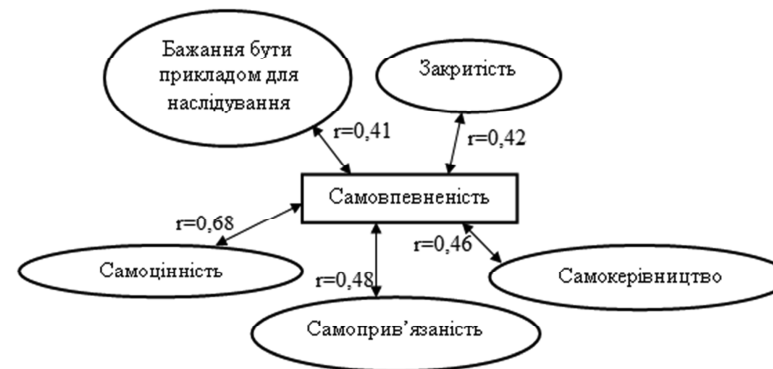 Бажання бути
прикладом для
наслідування
Закритість
r=0,41
r=0,42
Самовпевненість
r=0,68
r=0,46
Самоцінність
r=0,48
Самокерівництво
Самоприв’язаність